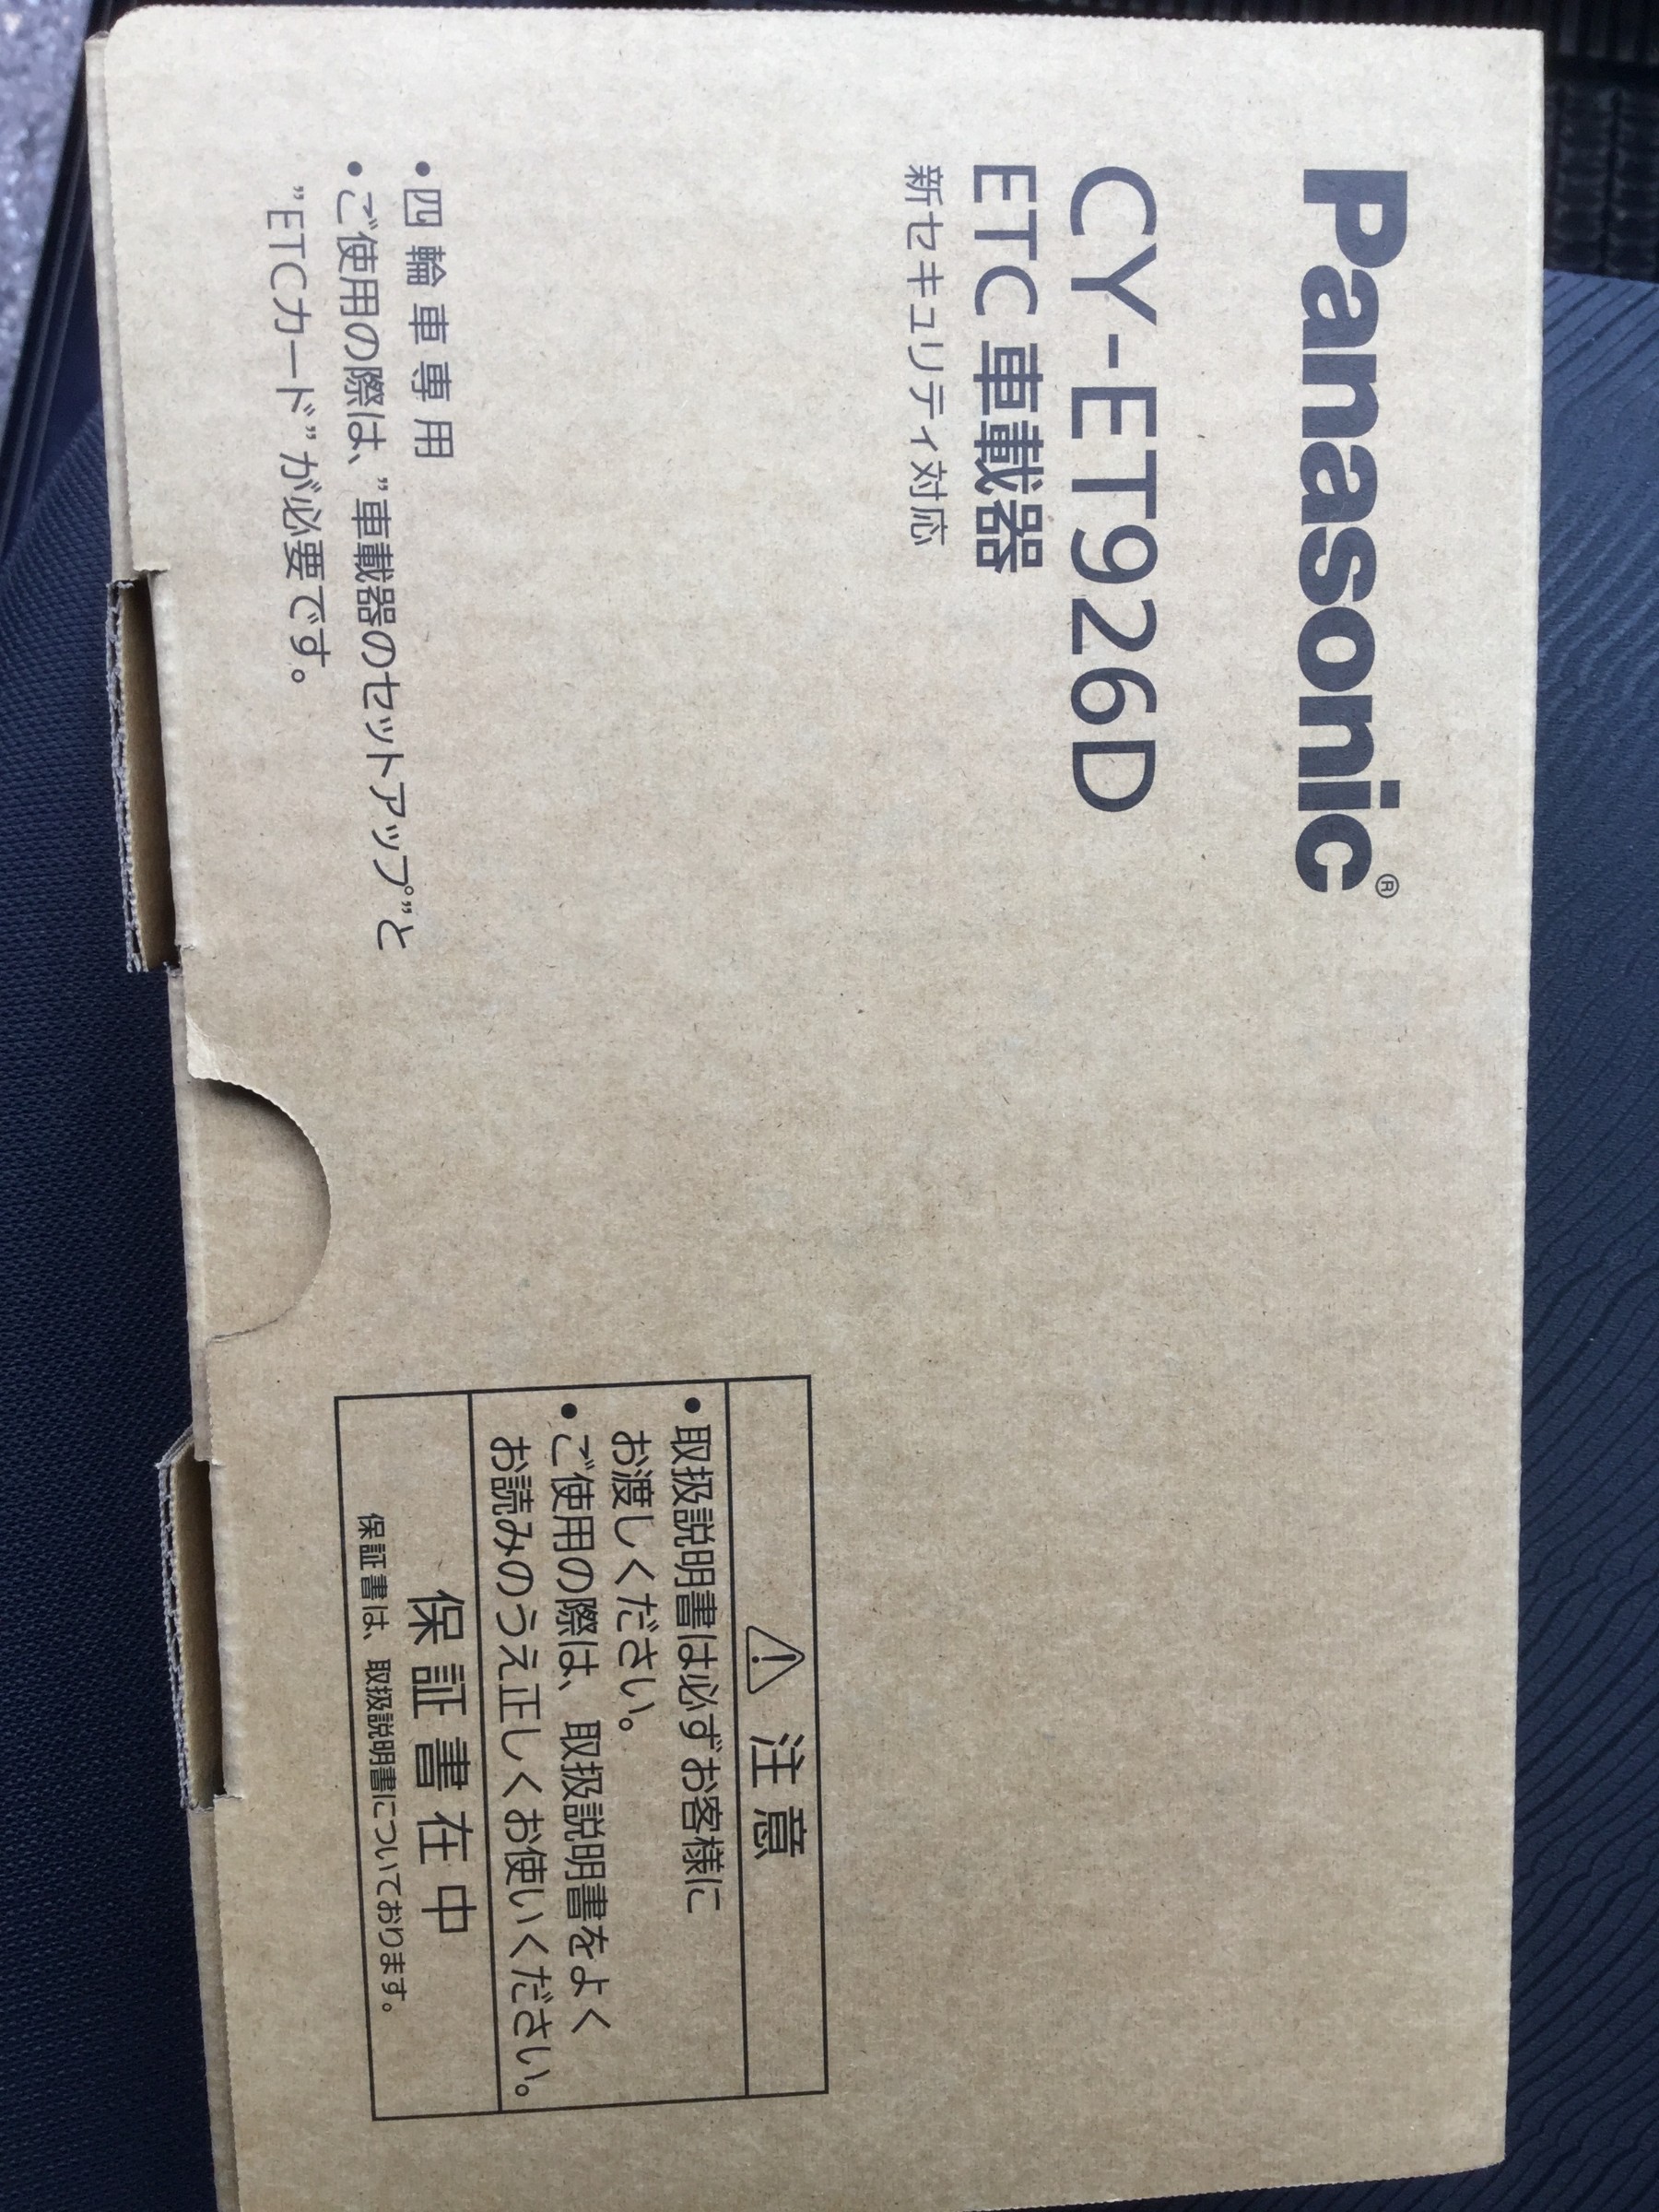 Panasonic®
CY-ET926D
ETC 車載器
新セキュリティ対応
•四輪車専用
•ご使用の際は、"車載器のセットアップ"と
"ETCカード"が必要です。
⚠ 注意
•取扱説明書は必ずお客様に
お渡しください。
•ご使用の際は、取扱説明書をよく
お読みのうえ正しくお使いください。
保証書在中
保証書は、取扱説明書についております。